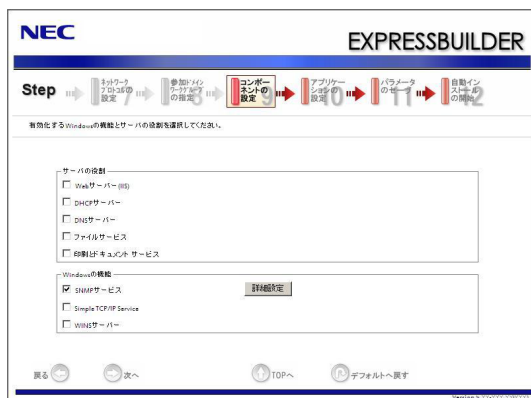 NEC
EXPRESSBUILDER
Step
ネットワーク
プロトコルの
設定 7
参加ドメイン
ワークグループ
の指定 8
コンポー
ネントの
設定 9
アプリケー
ションの
設定 10
パラメータ
のセーブ 11
自動イン
ストール
の開始 12
有効化するWindowsの機能とサーバの役割を選択してください。
サーバの役割
Webサーバー(IIS)
DHCPサーバー
DNSサーバー
ファイルサービス
印刷とドキュメント サービス
Windowsの機能
SNMPサービス
詳細設定
Simple TCP/IP Service
WINSサーバー
戻る
次へ
TOPへ
デフォルトへ戻す